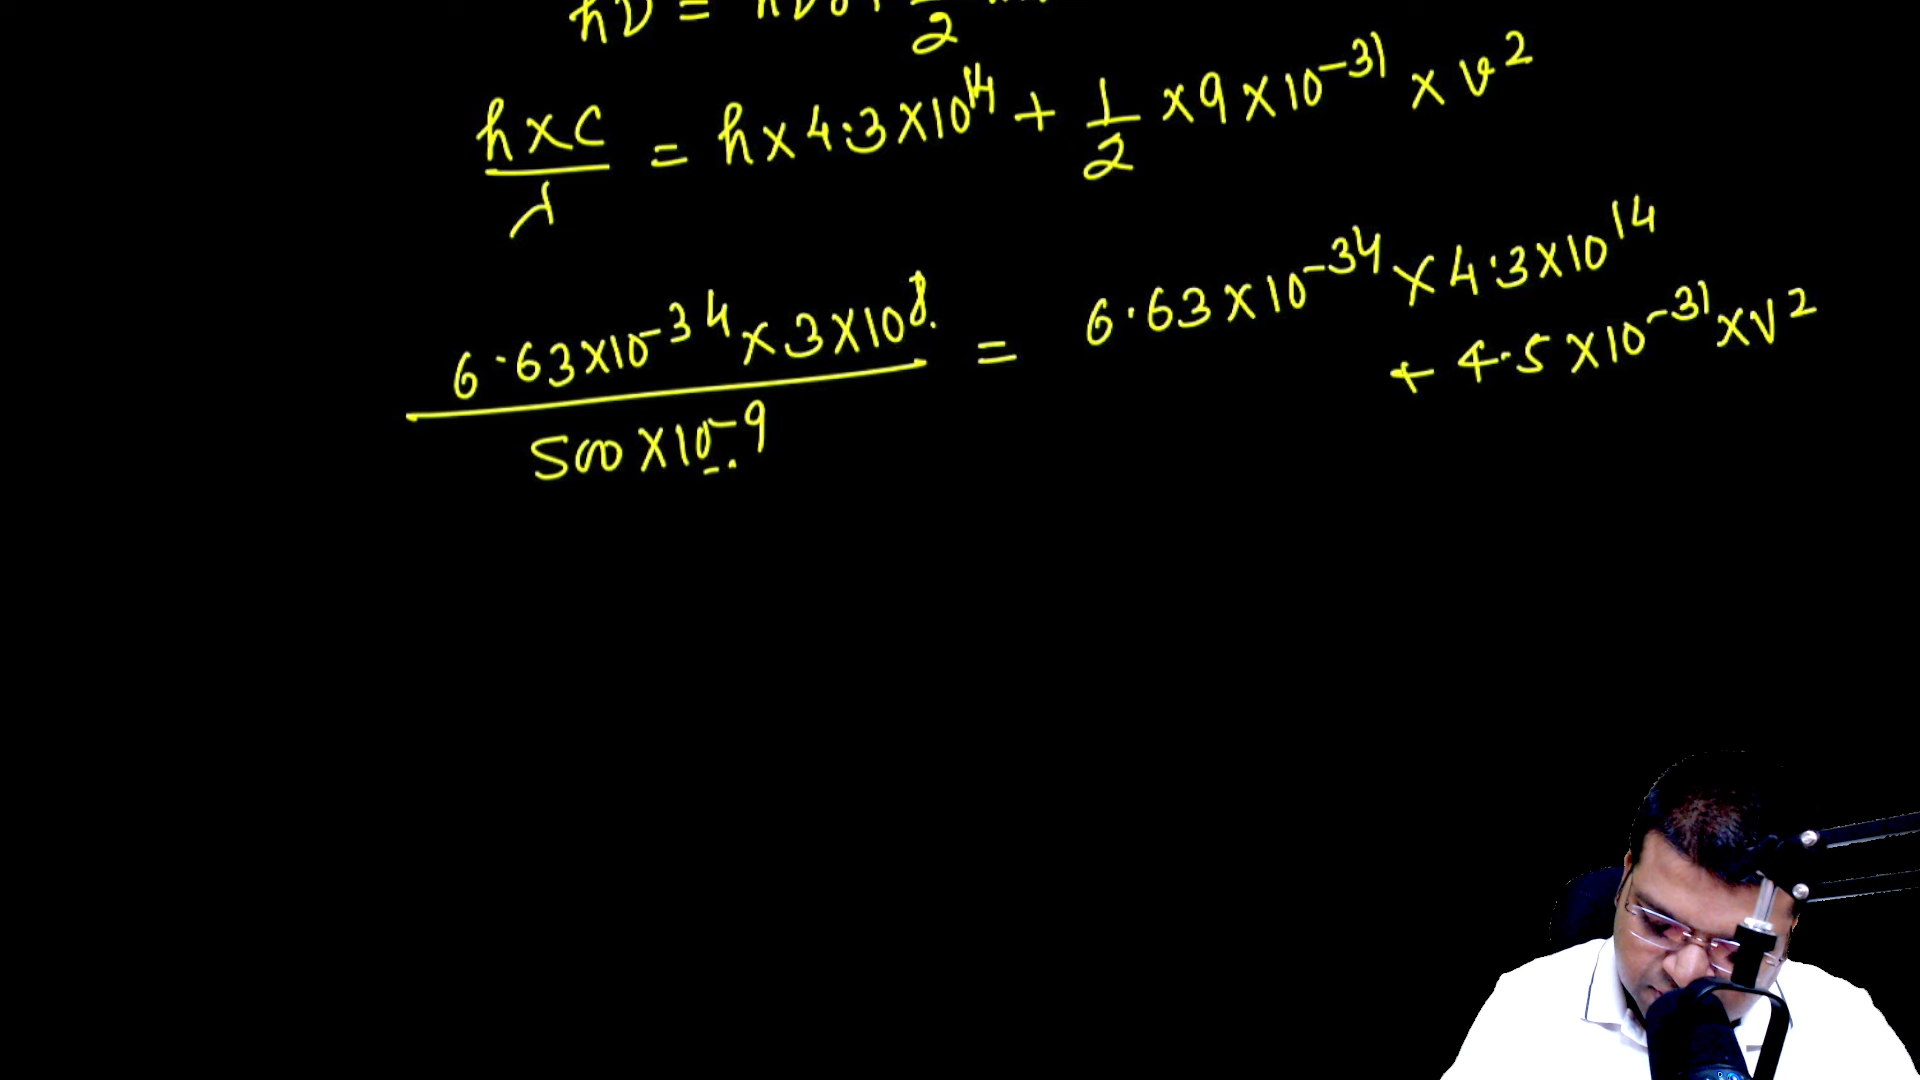 hν = hν₀ + 1/2
h×c/λ = h×4.3×10¹⁴ + 1/2 ×9×10⁻³¹ × v²
6.63×10⁻³⁴×3×10⁸/500×10⁻⁹ = 6.63×10⁻³⁴×4.3×10¹⁴
+ 4.5×10⁻³¹×v²